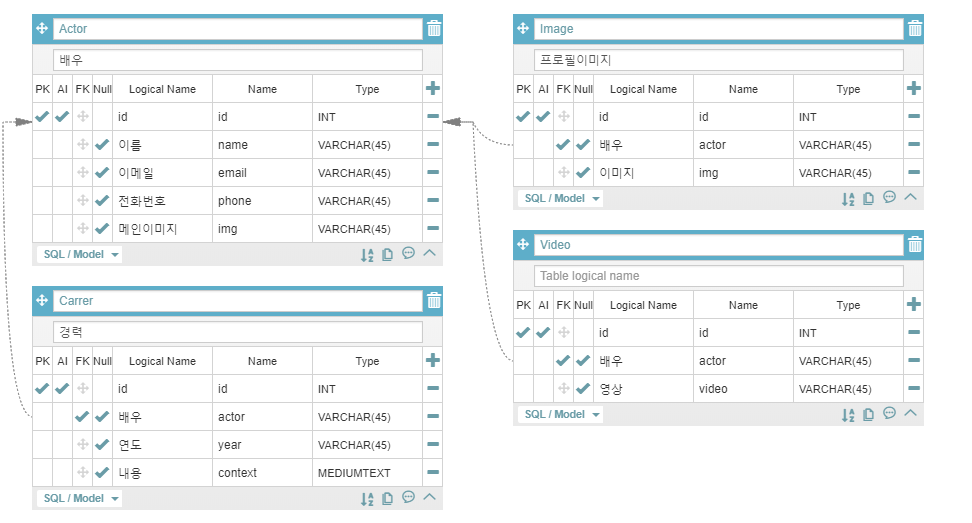 Actor
배우
PK AI FK Null Logical Name Name Type
id id INT
이름 name VARCHAR(45)
이메일 email VARCHAR(45)
전화번호 phone VARCHAR(45)
메인이미지 img VARCHAR(45)
SQL / Model
Carrer
경력
PK AI FK Null Logical Name Name Type
id id INT
배우 actor VARCHAR(45)
연도 year VARCHAR(45)
내용 context MEDIUMTEXT
SQL / Model
Image
프로필이미지
PK AI FK Null Logical Name Name Type
id id INT
배우 actor VARCHAR(45)
이미지 img VARCHAR(45)
SQL / Model
Video
Table logical name
PK AI FK Null Logical Name Name Type
id id INT
배우 actor VARCHAR(45)
영상 video VARCHAR(45)
SQL / Model